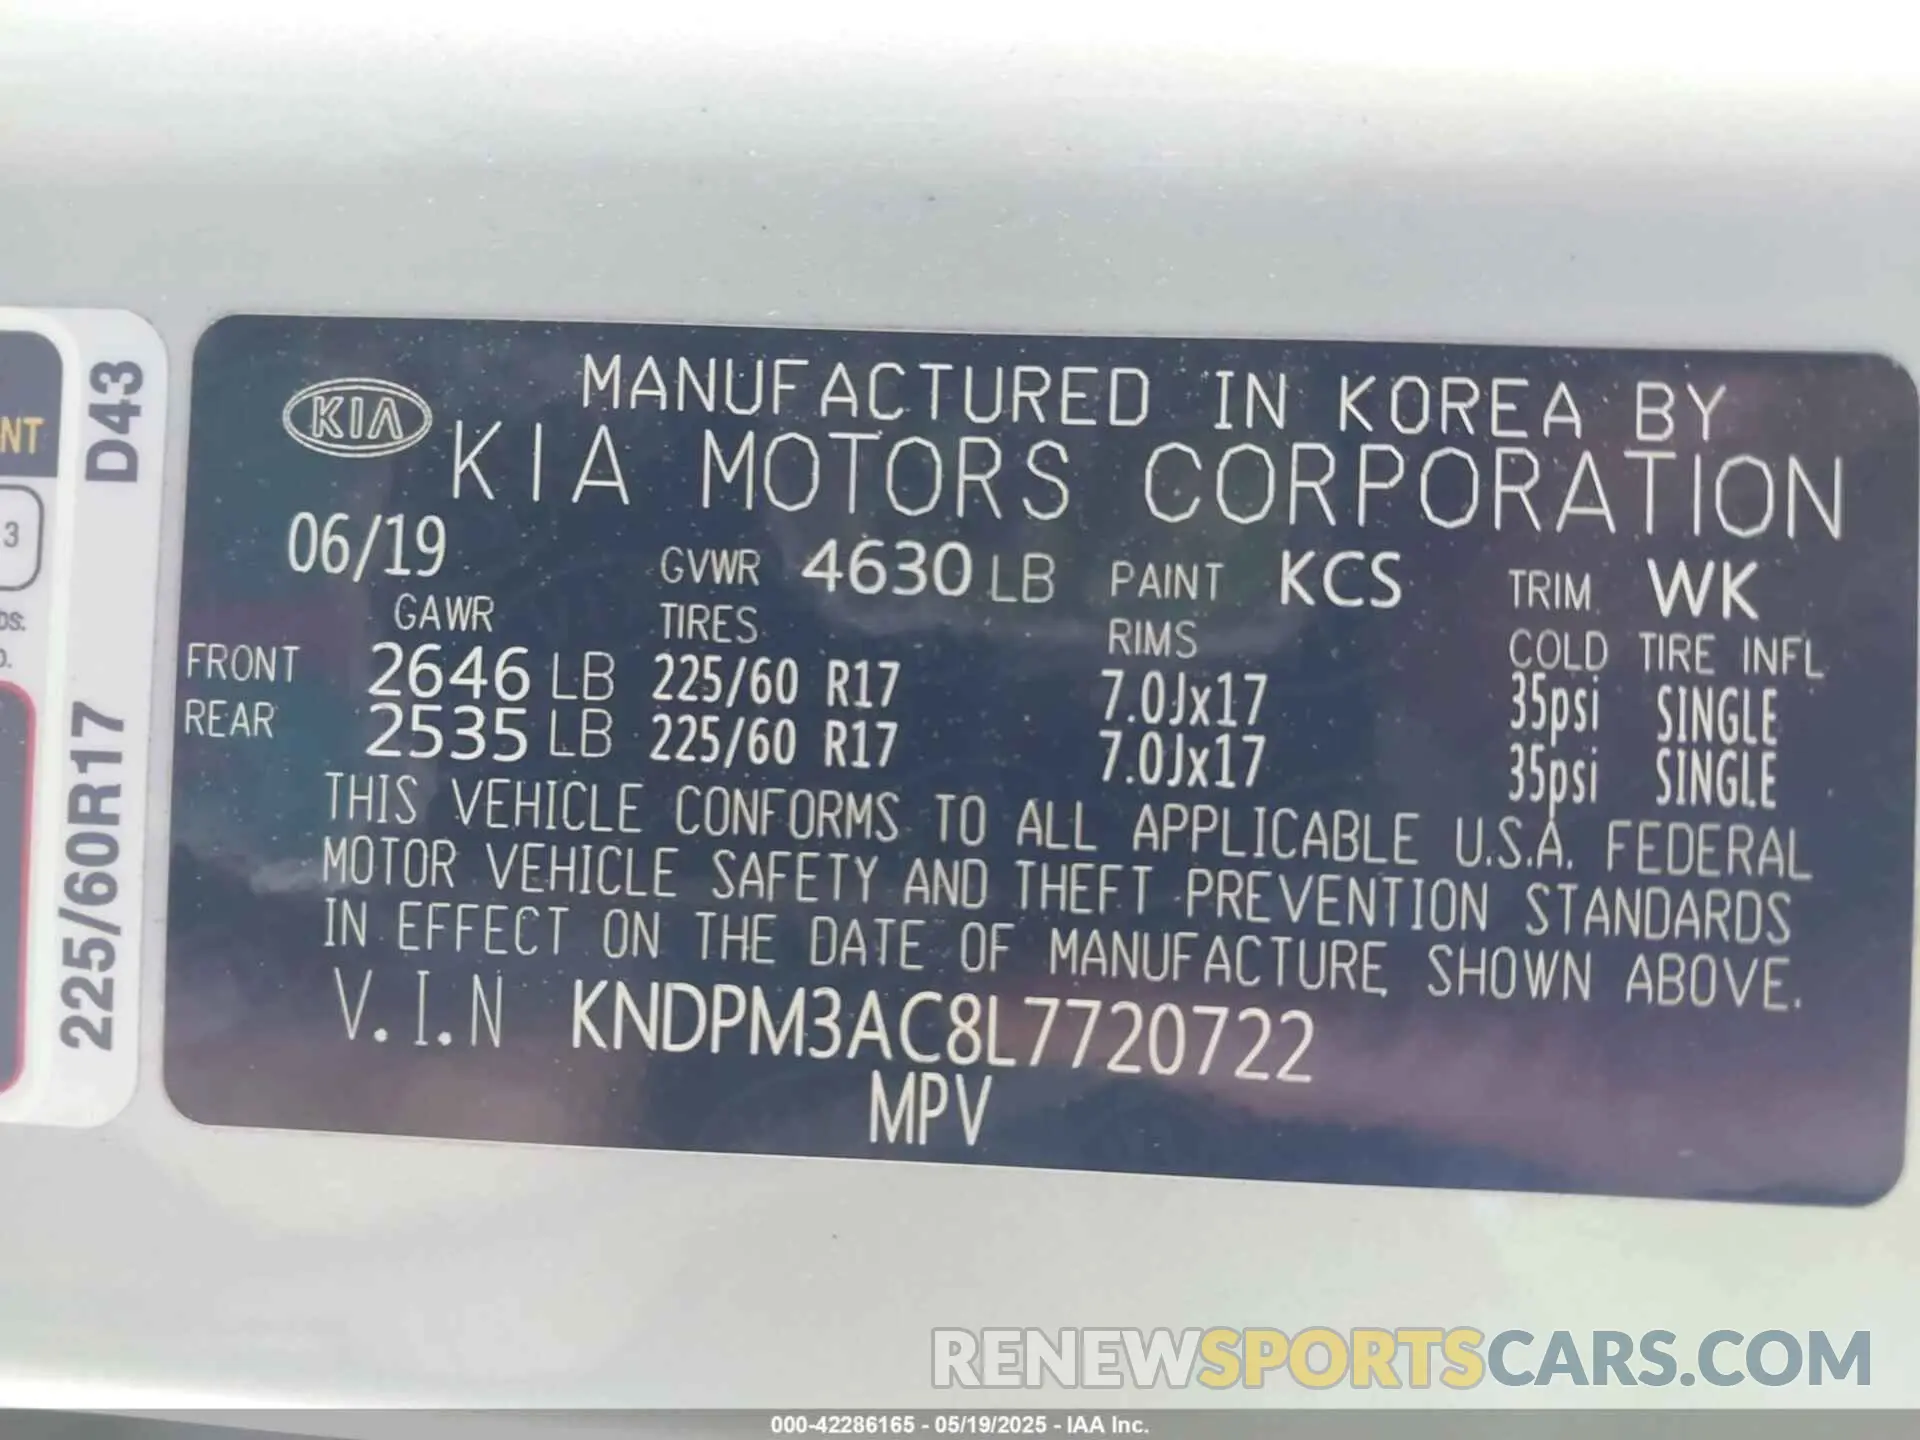 KIA
MANUFACTURED IN KOREA BY
KIA MOTORS CORPORATION
06/19 GVWR 4630 LB PAINT KCS TRIM WK
GAWR TIRES RIMS COLD TIRE INFL
FRONT 2646 LB 225/60 R17 7.0Jx17 35psi SINGLE
REAR 2535 LB 225/60 R17 7.0Jx17 35psi SINGLE
THIS VEHICLE CONFORMS TO ALL APPLICABLE U.S.A. FEDERAL
MOTOR VEHICLE SAFETY AND THEFT PREVENTION STANDARDS
IN EFFECT ON THE DATE OF MANUFACTURE SHOWN ABOVE.
V.I.N KNDPM3AC8L7720722
MPV
225/60R17 D43
NT
3
RENEWSPORTSCARS.COM
000-42286165 - 05/19/2025 - IAA Inc.